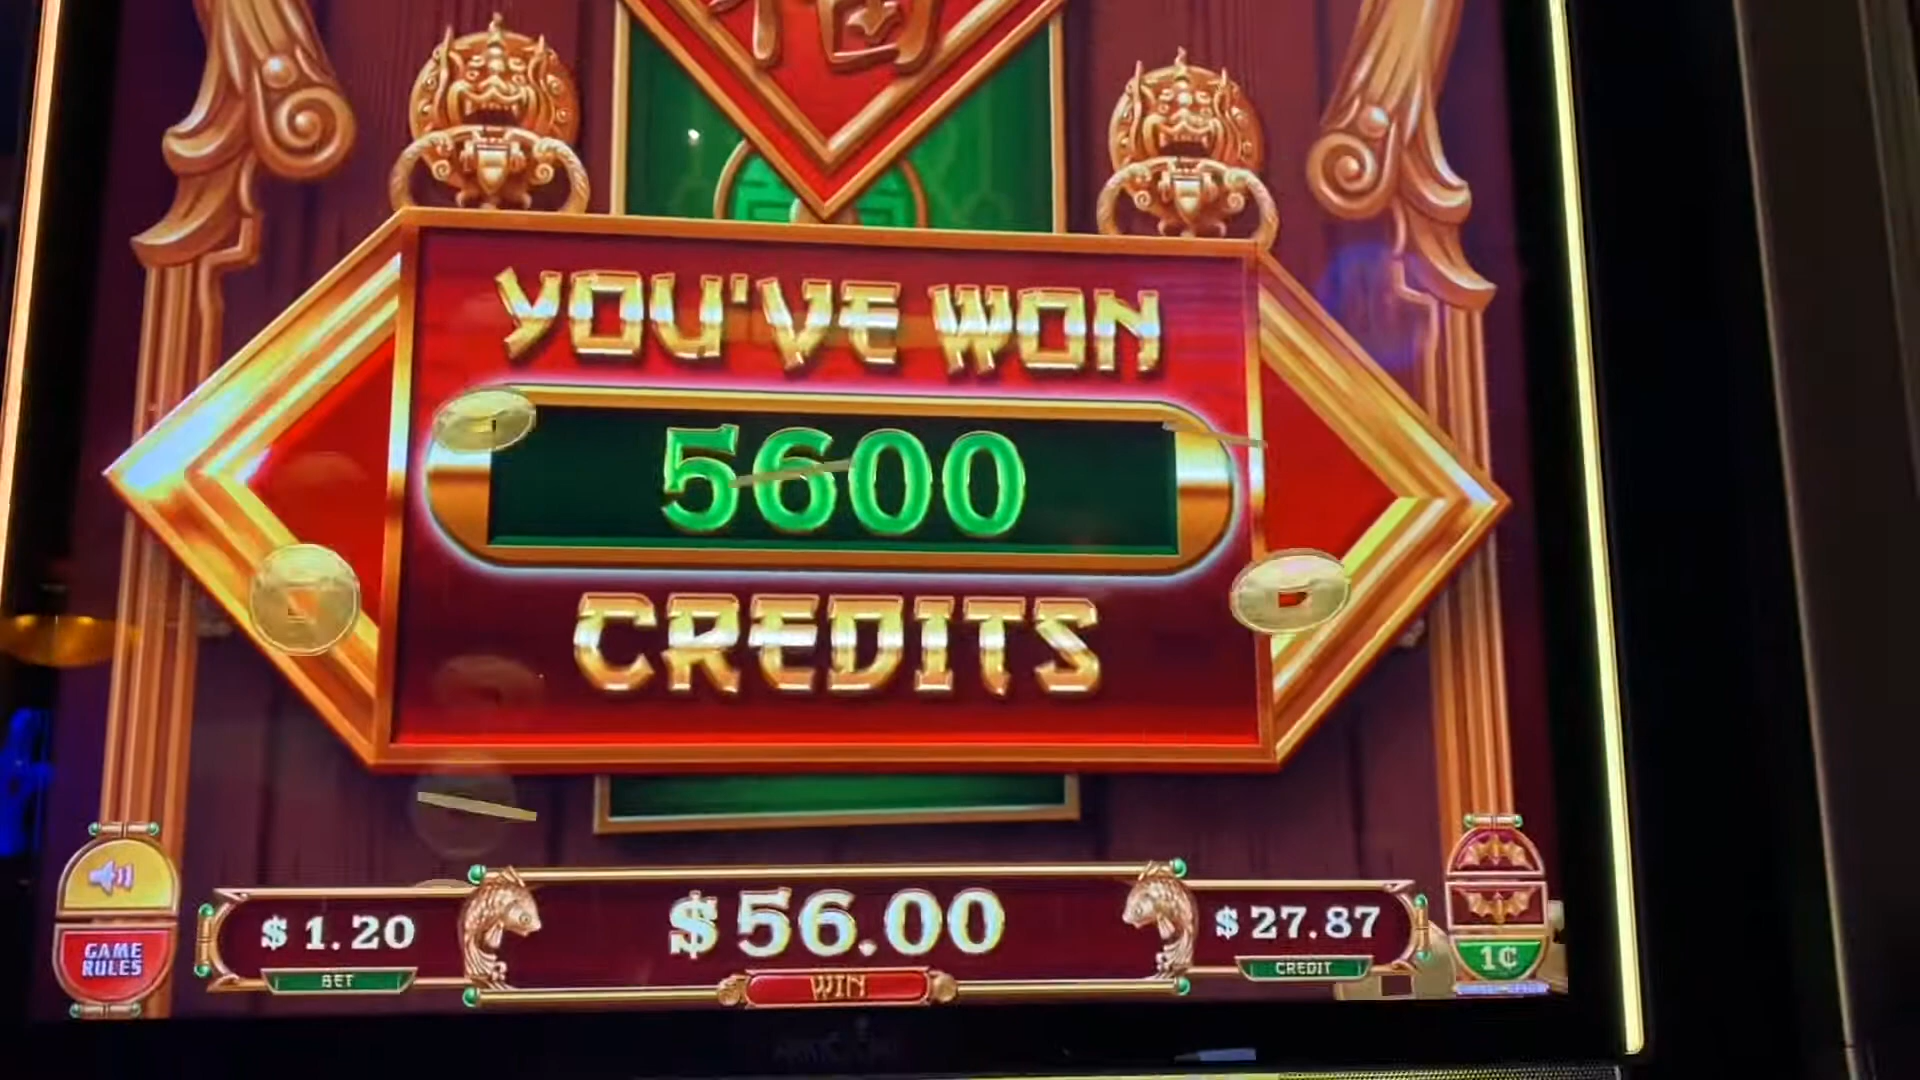 YOU'VE WON
5600
CREDITS
GAME
RULES
$1.20
BET
$56.00
WIN
$27.87
CREDIT
1¢